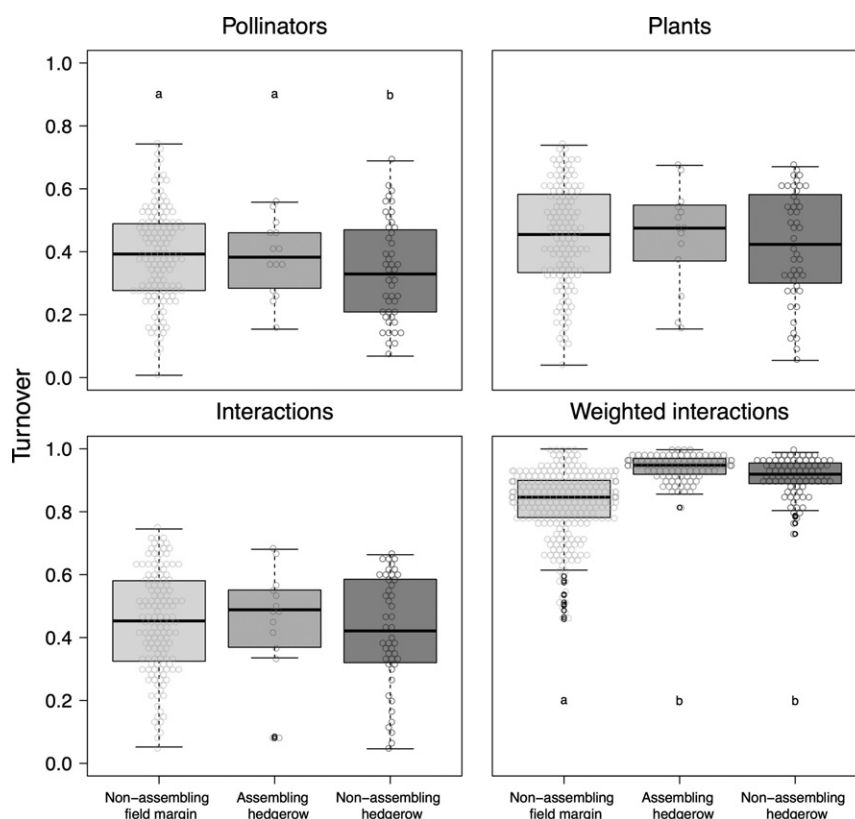 Pollinators
Plants
1.0
0.8
0.6
0.4
0.2
0.0
a
a
b
Turnover
Interactions
Weighted interactions
1.0
0.8
0.6
0.4
0.2
0.0
a
b
b
Non-assembling
field margin
Assembling
hedgerow
Non-assembling
hedgerow
Non-assembling
field margin
Assembling
hedgerow
Non-assembling
hedgerow